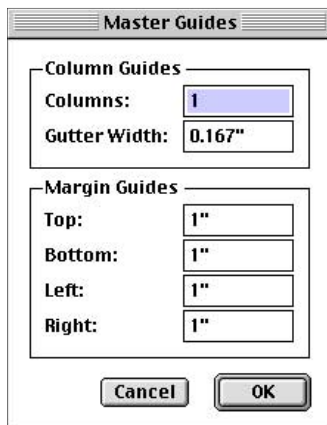 Master Guides
Column Guides
Columns: 1
Gutter Width: 0.167"
Margin Guides
Top: 1"
Bottom: 1"
Left: 1"
Right: 1"
Cancel OK